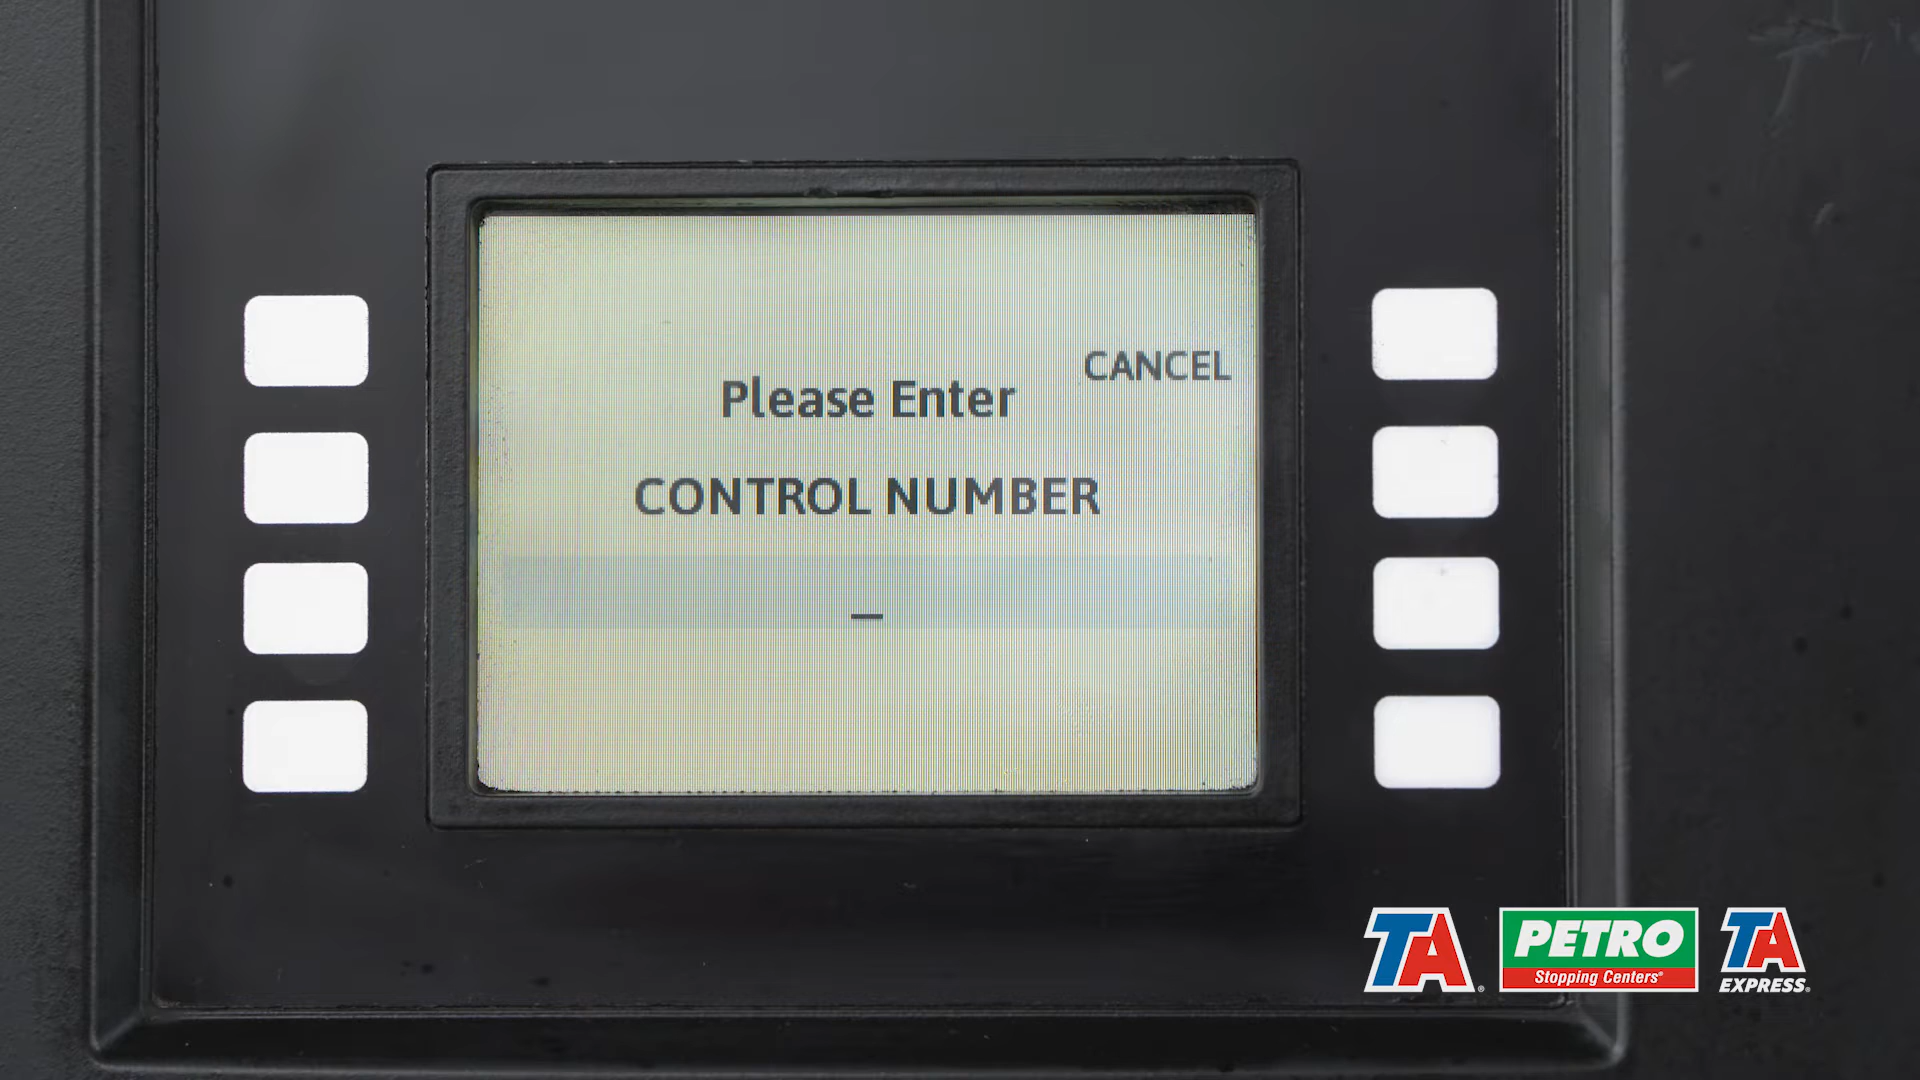 CANCEL
Please Enter
CONTROL NUMBER
TA
PETRO
Stopping Centers®
TA
EXPRESS®